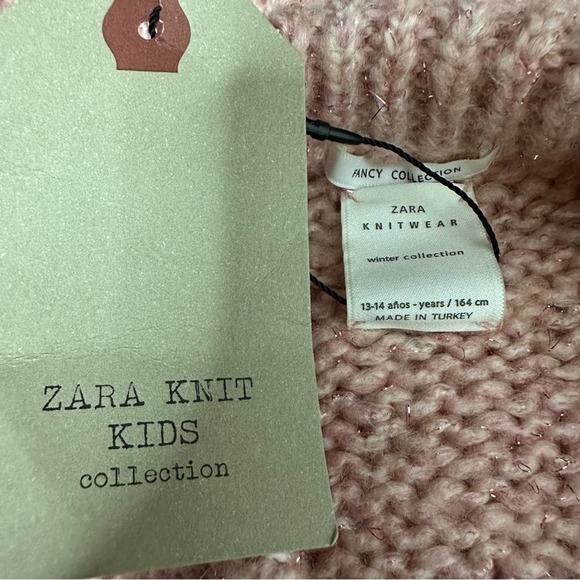 ZARA KNIT
KIDS
collection
FANCY COLLECTION
ZARA
KNITWEAR
winter collection
13-14 años - years / 164 cm
MADE IN TURKEY